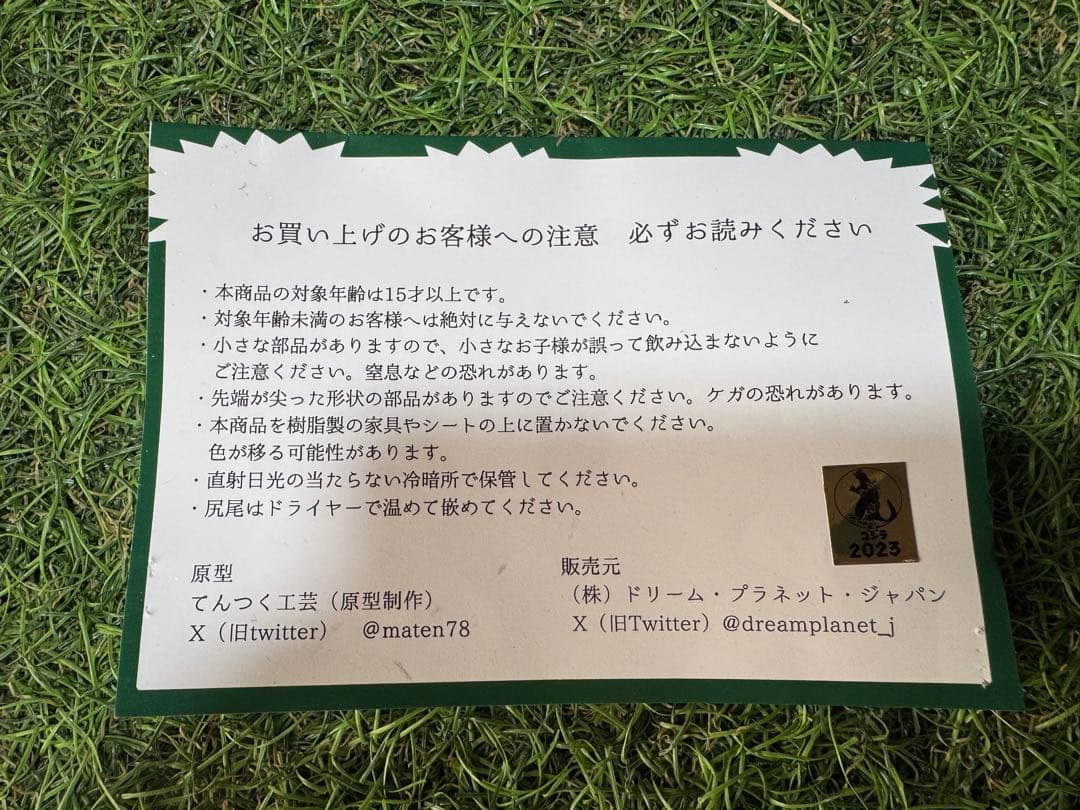 お買い上げのお客様への注意　必ずお読みください
・本商品の対象年齢は15才以上です。
・対象年齢未満のお客様へは絶対に与えないでください。
・小さな部品がありますので、小さなお子様が誤って飲み込まないように
ご注意ください。窒息などの恐れがあります。
・先端が尖った形状の部品がありますのでご注意ください。ケガの恐れがあります。
・本商品を樹脂製の家具やシートの上に置かないでください。
色が移る可能性があります。
・直射日光の当たらない冷暗所で保管してください。
・尻尾はドライヤーで温めて嵌めてください。
原型
てんつく工芸（原型制作）
X（旧twitter）　@maten78
販売元
（株）ドリーム・プラネット・ジャパン
X（旧Twitter）@dreamplanet_j
ゴジラ
2023